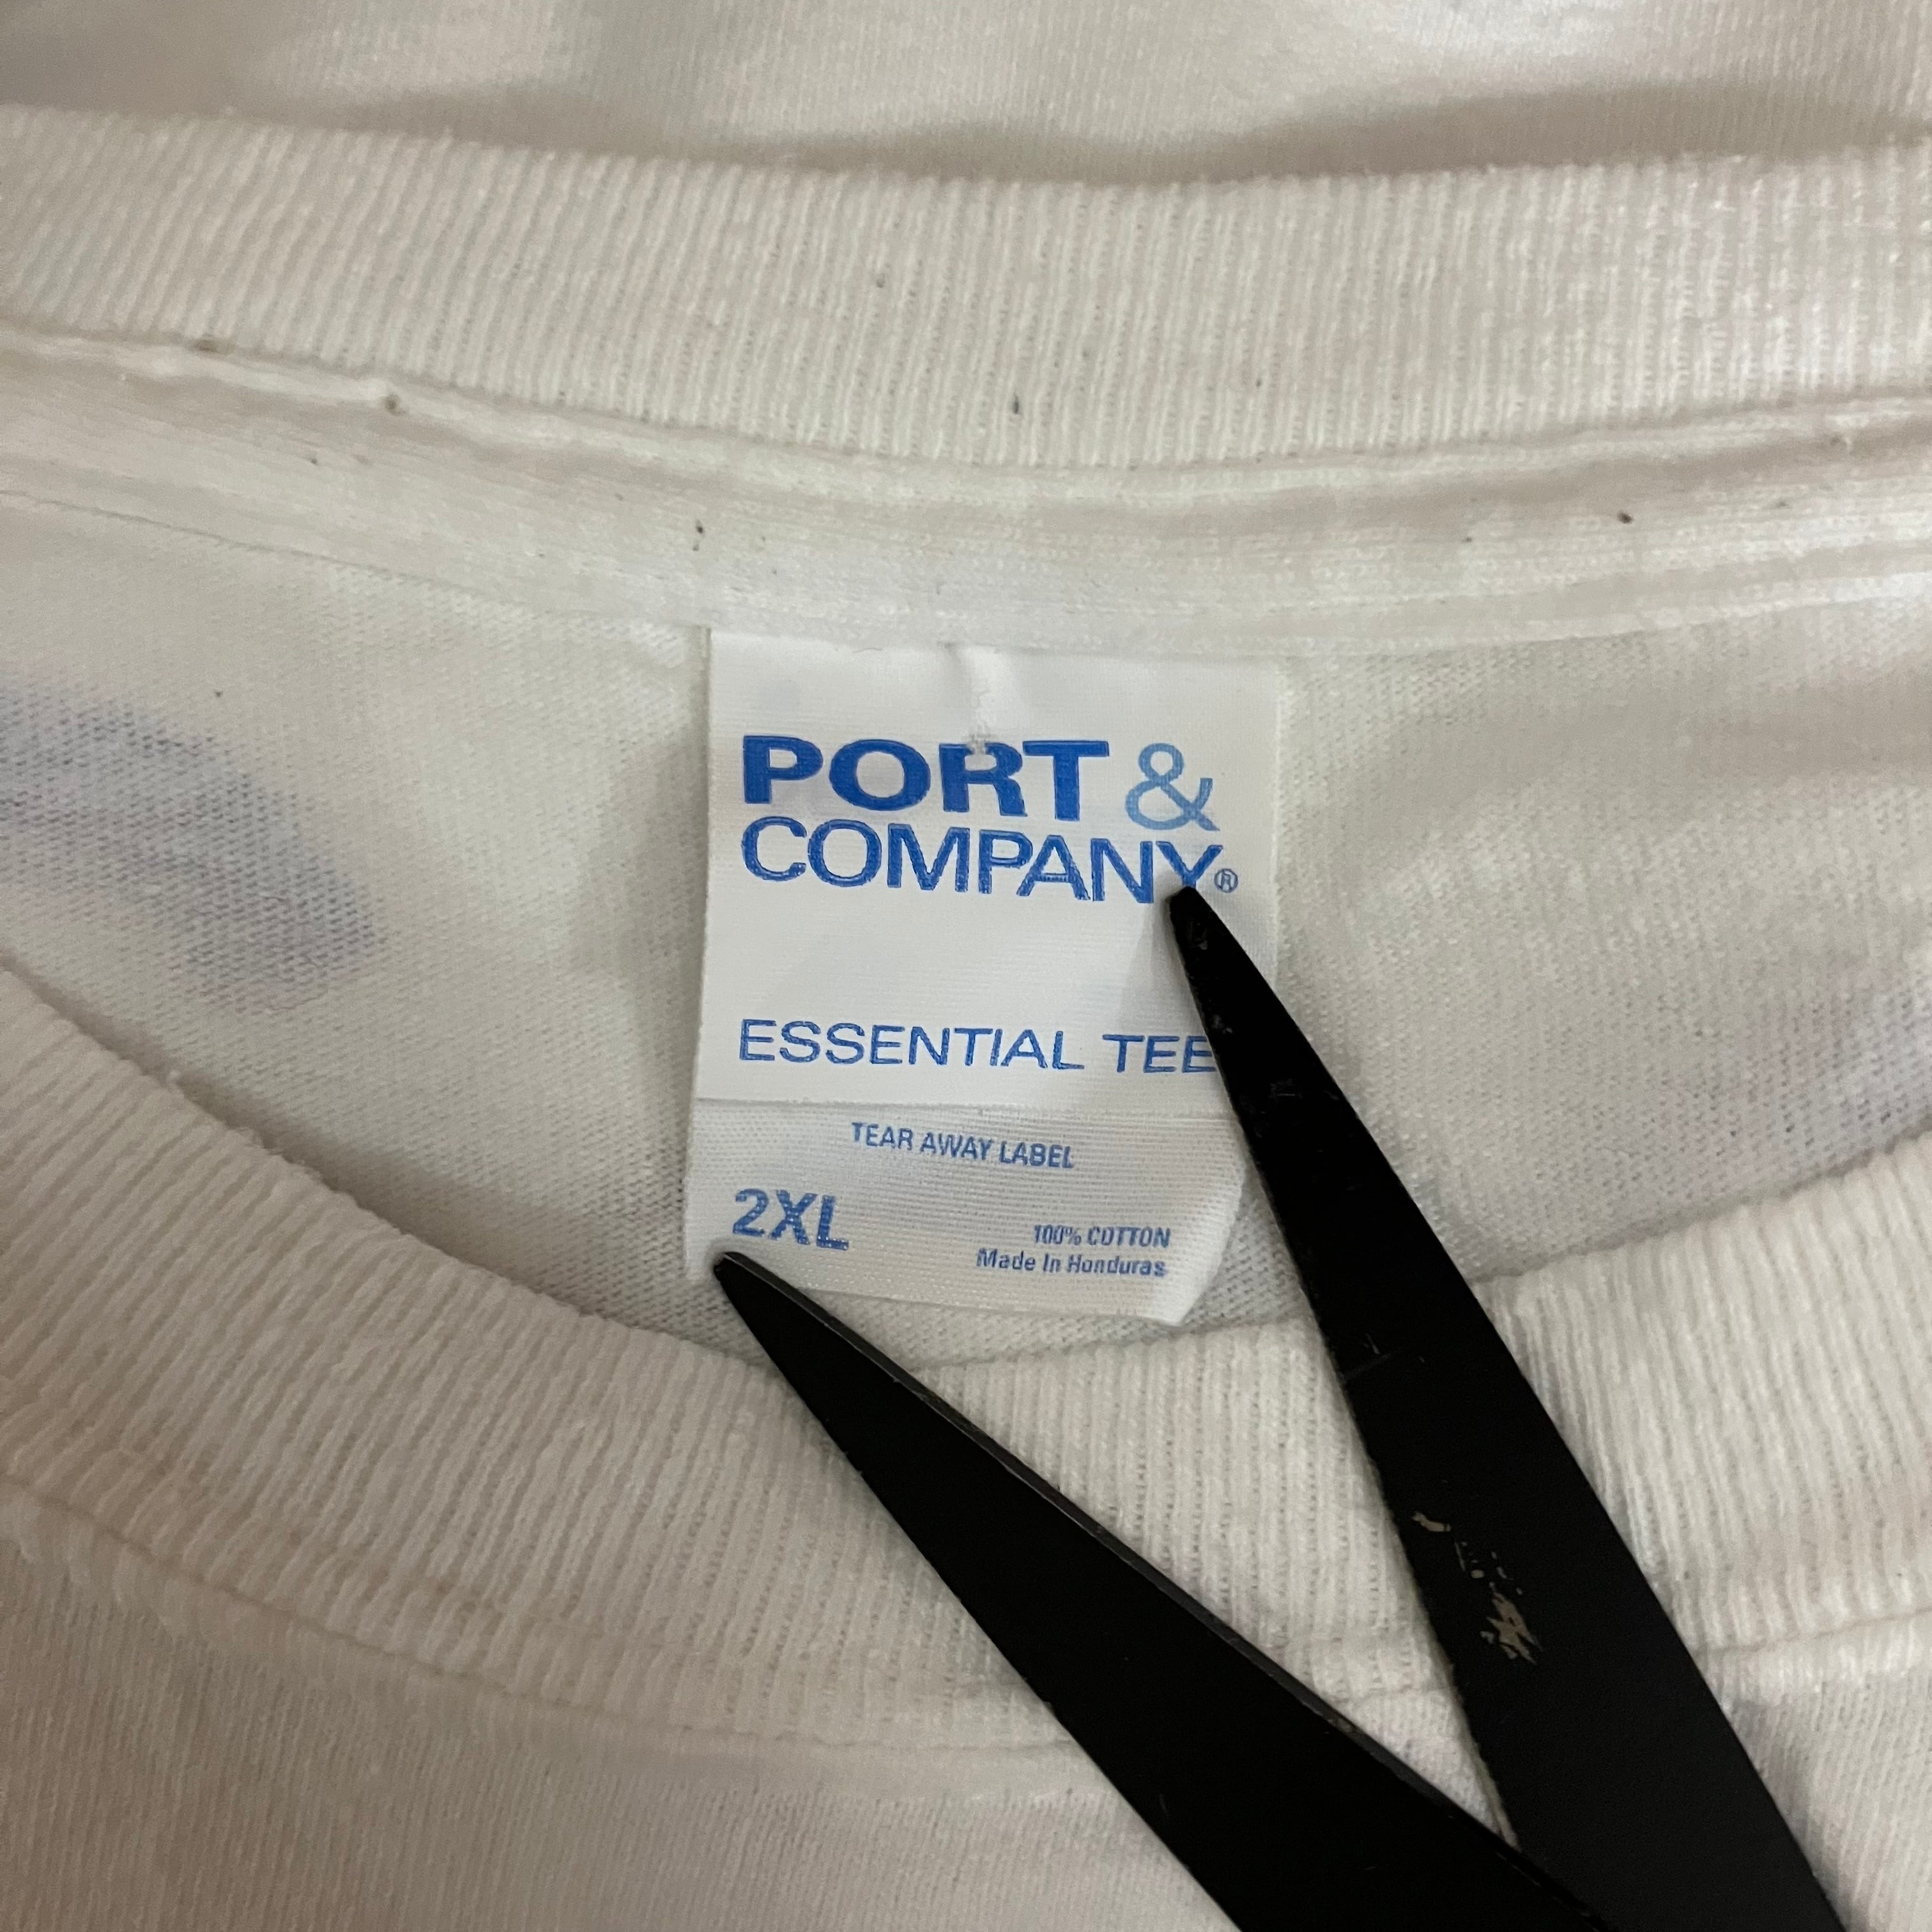 PORT &
COMPANY®
ESSENTIAL TEE
TEAR AWAY LABEL
2XL
100% COTTON
Made In Honduras